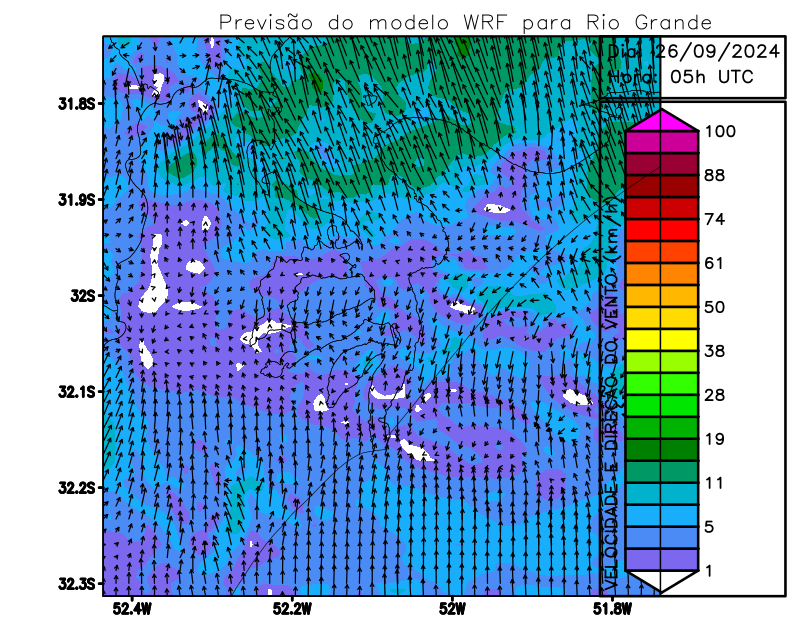 Previsão do modelo WRF para Rio Grande
Dia: 26/09/2024
Hora: 05h UTC
31.8S
31.9S
32S
32.1S
32.2S
32.3S
52.4W
52.2W
52W
51.8W
VELOCIDADE E DIREÇÃO DO VENTO (km/h)
100
88
74
61
50
38
28
19
11
5
1